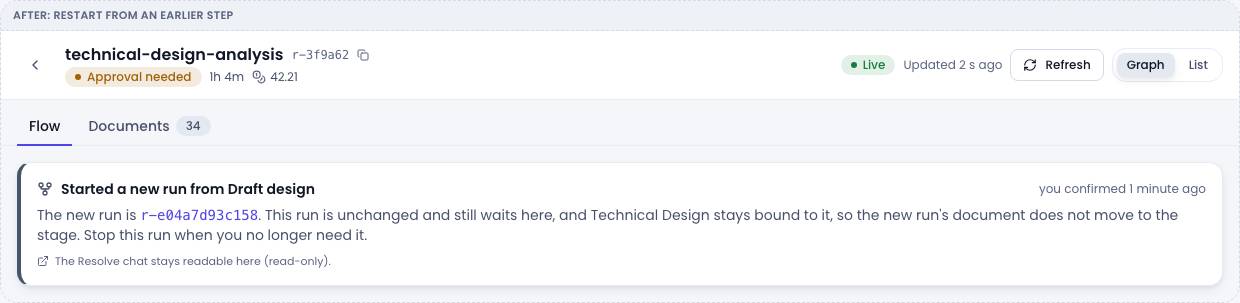 AFTER: RESTART FROM AN EARLIER STEP
technical-design-analysis r–3f9a62
Approval needed 1h 4m 42.21
Live Updated 2 s ago Refresh Graph List
Flow Documents 34
Started a new run from Draft design you confirmed 1 minute ago
The new run is r–e04a7d93c158. This run is unchanged and still waits here, and Technical Design stays bound to it, so the new run's document does not move to the
stage. Stop this run when you no longer need it.
The Resolve chat stays readable here (read-only).